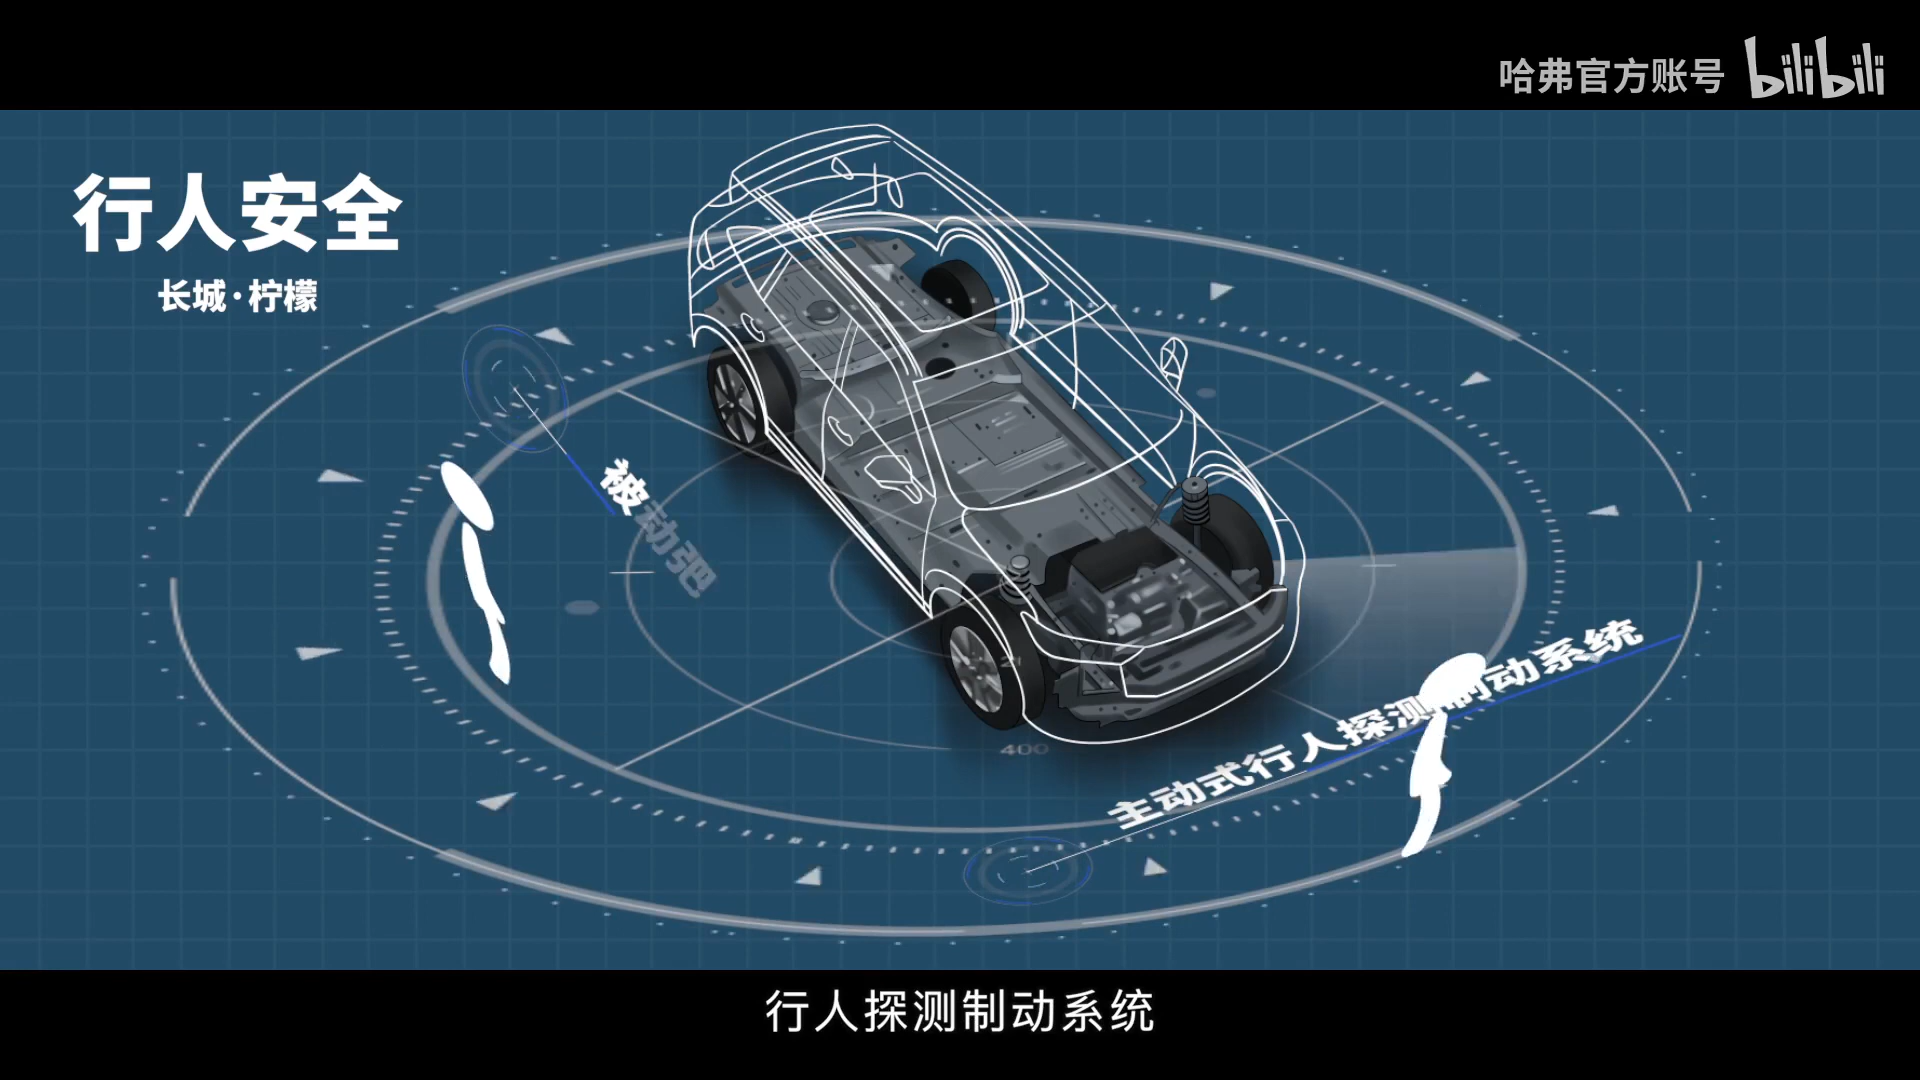 哈弗官方账号 bilibili
行人安全
长城·柠檬
被动
主动式行人探测制动系统
400
行人探测制动系统